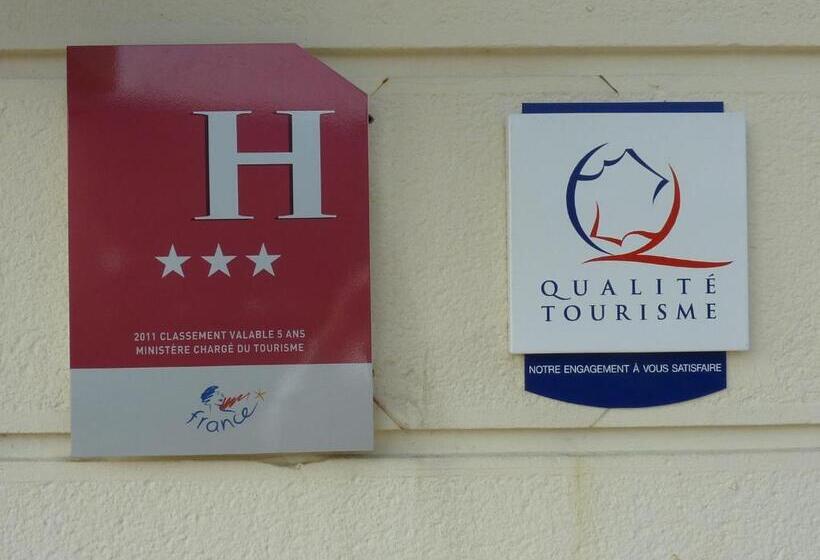 H
2011 CLASSEMENT VALABLE 5 ANS
MINISTÈRE CHARGÉ DU TOURISME
france
QUALITÉ
TOURISME
NOTRE ENGAGEMENT À VOUS SATISFAIRE